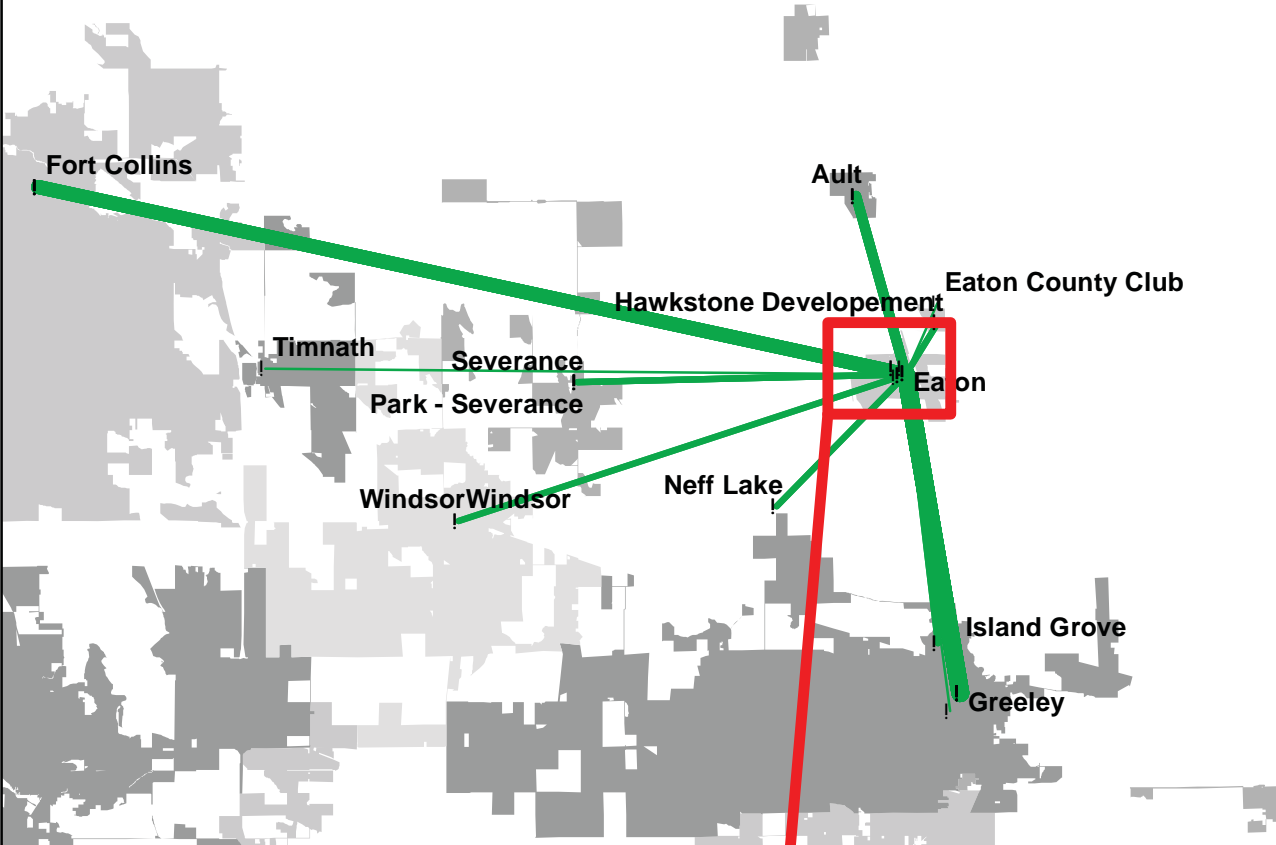 Fort Collins
Ault
Eaton County Club
Hawkstone Developement
Timnath
Severance
Eaton
Park - Severance
Neff Lake
WindsorWindsor
Island Grove
Greeley